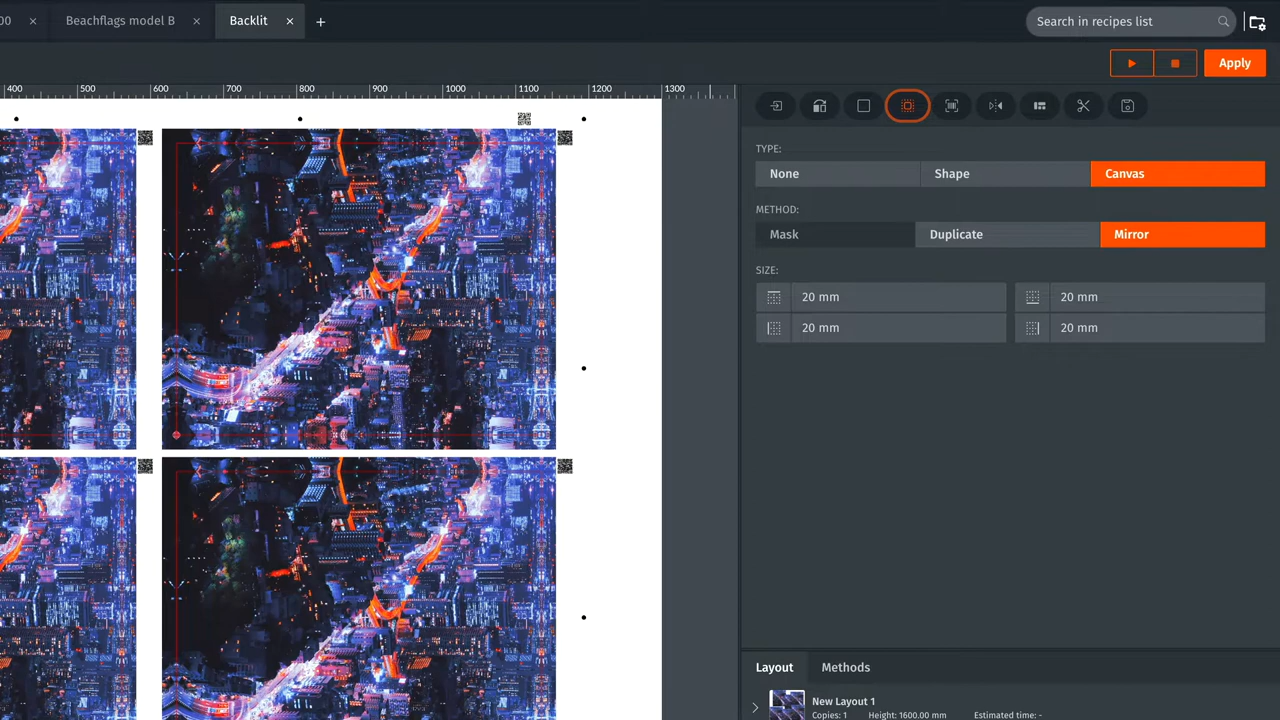 00 Beachflags model B Backlit
Search in recipes list
Apply
400 500 600 700 800 900 1000 1100 1200 1300
TYPE:
None Shape Canvas
METHOD:
Mask Duplicate Mirror
SIZE:
20 mm 20 mm
20 mm 20 mm
Layout Methods
New Layout 1
Copies: 1 Height: 1600.00 mm Estimated time: -